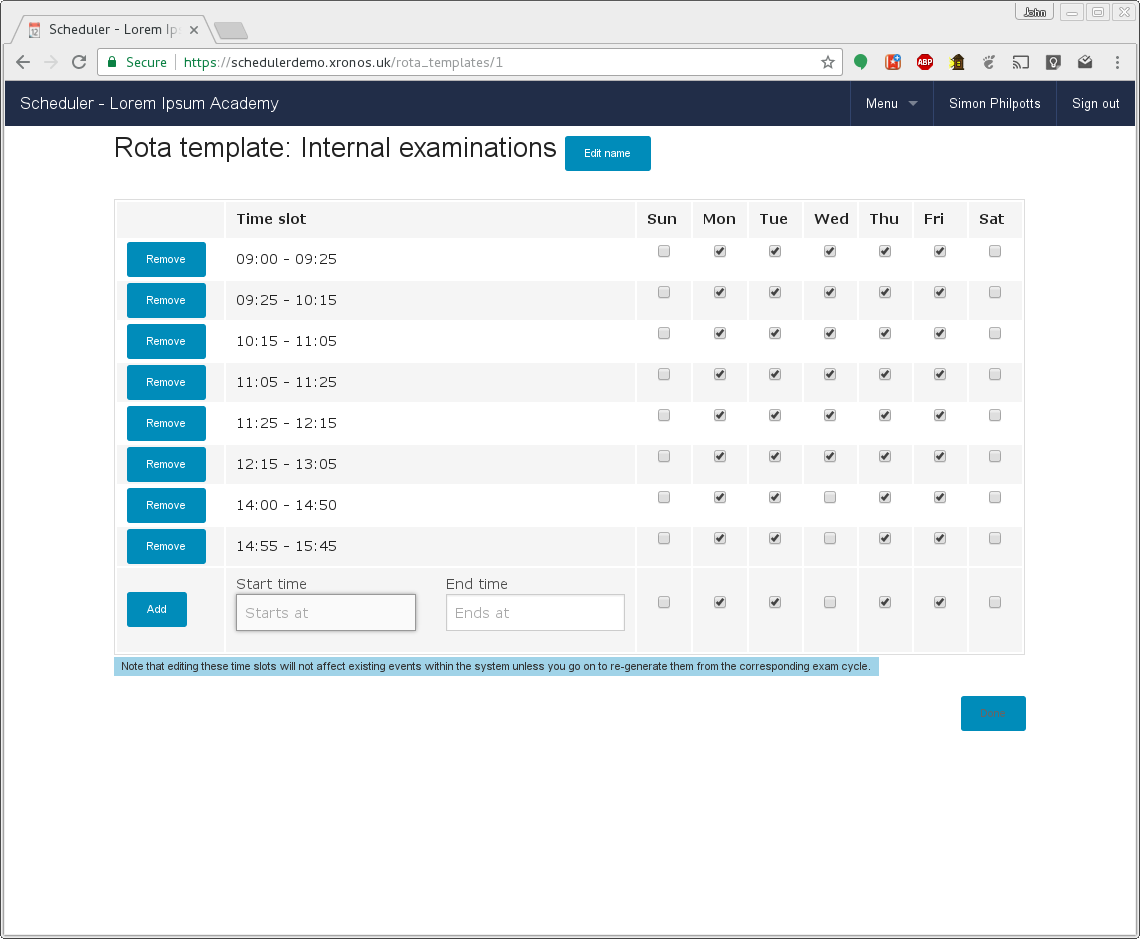 John
Scheduler - Lorem Ips
Secure https://schedulerdemo.xronos.uk/rota_templates/1
ABP
Scheduler - Lorem Ipsum Academy Menu Simon Philpotts Sign out
Rota template: Internal examinations Edit name
Time slot Sun Mon Tue Wed Thu Fri Sat
Remove 09:00 - 09:25
Remove 09:25 - 10:15
Remove 10:15 - 11:05
Remove 11:05 - 11:25
Remove 11:25 - 12:15
Remove 12:15 - 13:05
Remove 14:00 - 14:50
Remove 14:55 - 15:45
Start time End time
Add Starts at Ends at
Note that editing these time slots will not affect existing events within the system unless you go on to re-generate them from the corresponding exam cycle.